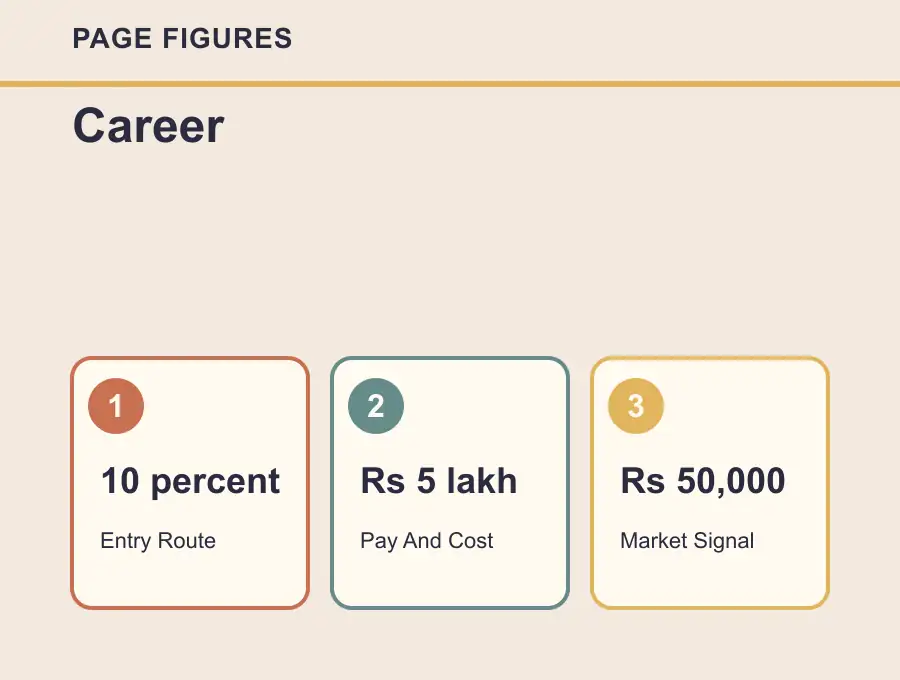 PAGE FIGURES
Career
1
10 percent
Entry Route
2
Rs 5 lakh
Pay And Cost
3
Rs 50,000
Market Signal